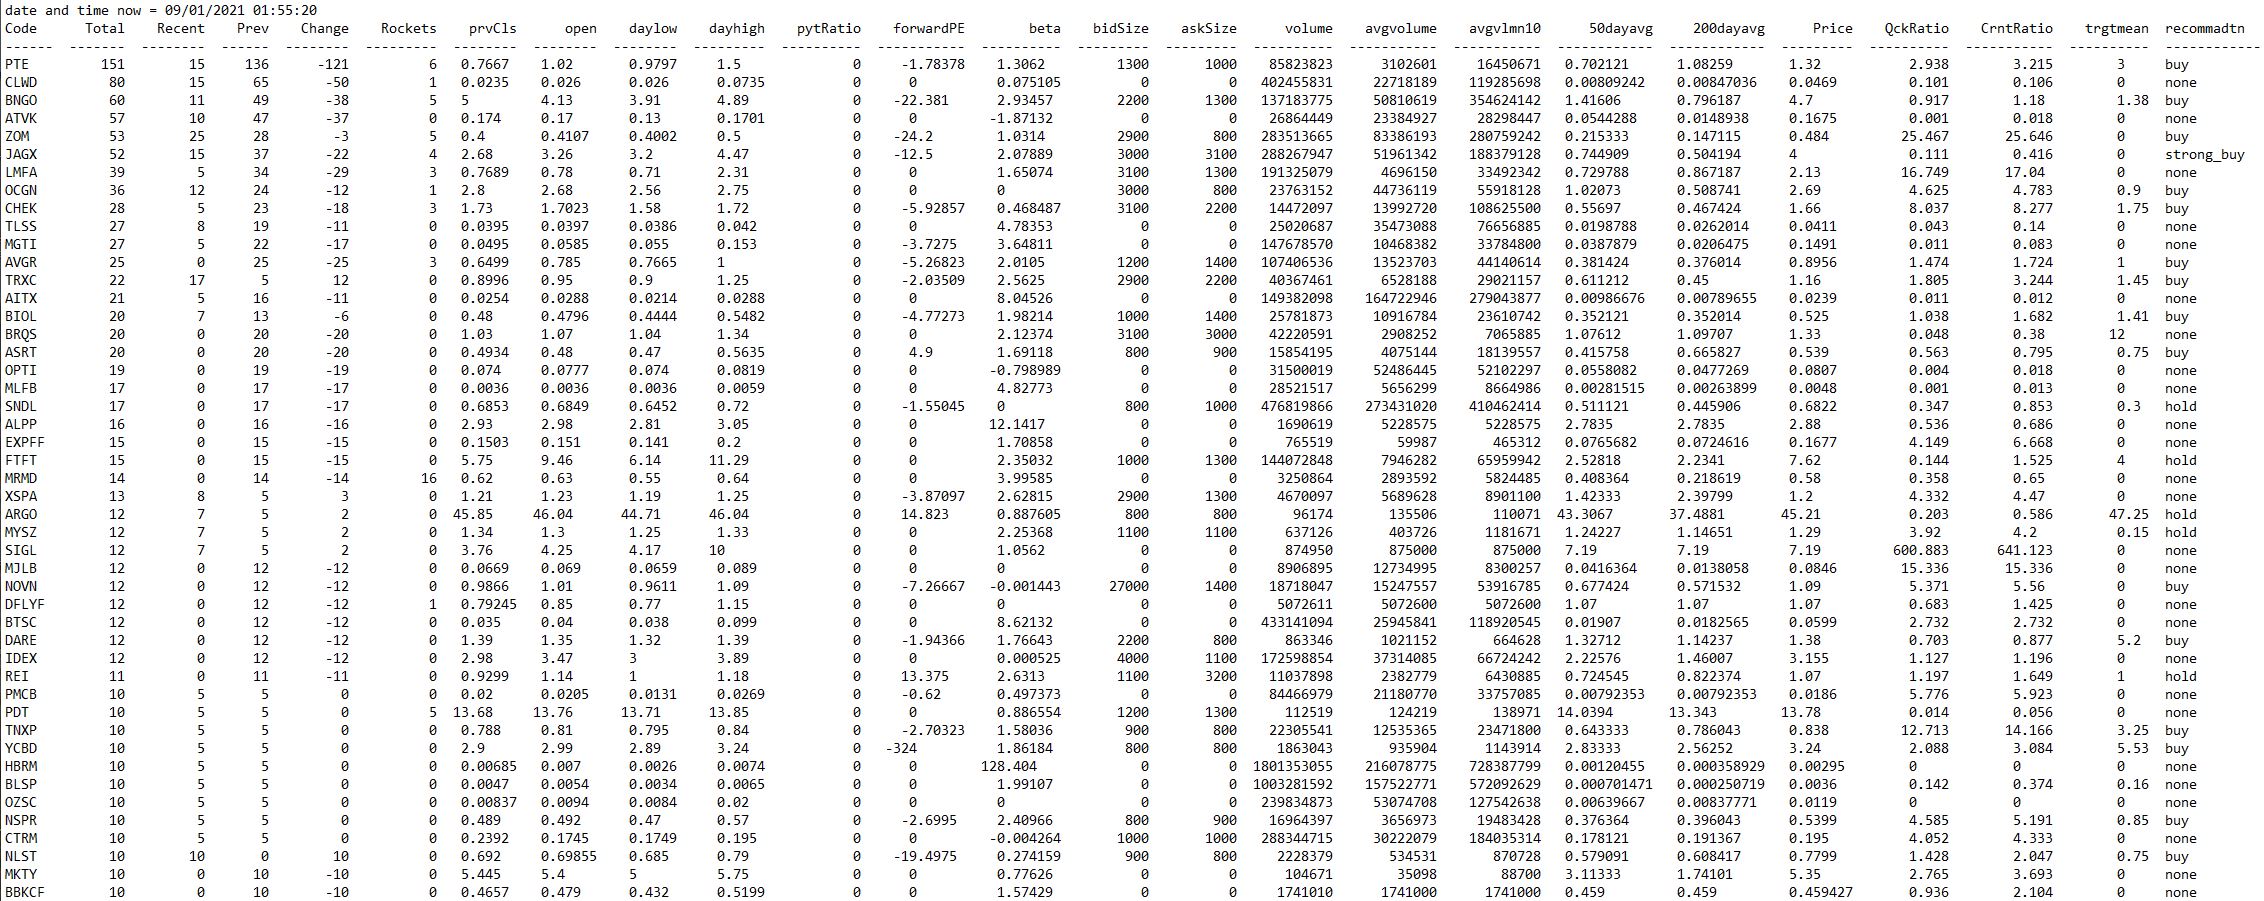 date and time now = 09/01/2021 01:55:20
Code Total Recent Prev Change Rockets prvCls open daylow dayhigh pytRatio forwardPE beta bidSize askSize volume avgvolume avgvlmn10 50dayavg 200dayavg Price QckRatio CrntRatio trgtmean recommadtn
------ ------- -------- ------ -------- --------- -------- -------- -------- --------- ---------- ----------- ---------- --------- --------- ---------- ----------- ----------- ------------ ------------ --------- ---------- ----------- ---------- ------------
PTE 151 15 136 -121 6 0.7667 1.02 0.9797 1.5 0 -1.78378 1.3062 1300 1000 85823823 3102601 16450671 0.702121 1.08259 1.32 2.938 3.215 3 buy
CLWD 80 15 65 -50 1 0.0235 0.026 0.026 0.0735 0 0 0.075105 0 0 402455831 22718189 119285698 0.00809242 0.00847036 0.0469 0.101 0.106 0 none
BNGO 60 11 49 -38 5 5 4.13 3.91 4.89 0 -22.381 2.93457 2200 1300 137183775 50810619 354624142 1.41606 0.796187 4.7 0.917 1.18 1.38 buy
ATVK 57 10 47 -37 0 0.174 0.17 0.13 0.1701 0 0 -1.87132 0 0 26864449 23384927 28298447 0.0544288 0.0148938 0.1675 0.001 0.018 0 none
ZOM 53 25 28 -3 5 0.4 0.4107 0.4002 0.5 0 -24.2 1.0314 2900 800 283513665 83386193 280759242 0.215333 0.147115 0.484 25.467 25.646 0 buy
JAGX 52 15 37 -22 4 2.68 3.26 3.2 4.47 0 -12.5 2.07889 3000 3100 288267947 51961342 188379128 0.744909 0.504194 4 0.111 0.416 0 strong_buy
LMFA 39 5 34 -29 3 0.7689 0.78 0.71 2.31 0 0 1.65074 3100 1300 191325079 4696150 33492342 0.729788 0.867187 2.13 16.749 17.04 0 none
OCGN 36 12 24 -12 1 2.8 2.68 2.56 2.75 0 0 0 3000 800 23763152 44736119 55918128 1.02073 0.508741 2.69 4.625 4.783 0.9 buy
CHEK 28 5 23 -18 3 1.73 1.7023 1.58 1.72 0 -5.92857 0.468487 3100 2200 14472097 13992720 108625500 0.55697 0.467424 1.66 8.037 8.277 1.75 buy
TLSS 27 8 19 -11 0 0.0395 0.0397 0.0386 0.042 0 0 4.78353 0 0 25020687 35473088 76656885 0.0198788 0.0262014 0.0411 0.043 0.14 0 none
MGTI 27 5 22 -17 0 0.0495 0.0585 0.055 0.153 0 -3.7275 3.64811 0 0 147678570 10468382 33784800 0.0387879 0.0206475 0.1491 0.011 0.083 0 none
AVGR 25 0 25 -25 3 0.6499 0.785 0.7665 1 0 -5.26823 2.0105 1200 1400 107406536 13523703 44140614 0.381424 0.376014 0.8956 1.474 1.724 1 buy
TRXC 22 17 5 12 0 0.8996 0.95 0.9 1.25 0 -2.03509 2.5625 2900 2200 40367461 6528188 29021157 0.611212 0.45 1.16 1.805 3.244 1.45 buy
AITX 21 5 16 -11 0 0.0254 0.0288 0.0214 0.0288 0 0 8.04526 0 0 149382098 164722946 279043877 0.00986676 0.00789655 0.0239 0.011 0.012 0 none
BIOL 20 7 13 -6 0 0.48 0.4796 0.4444 0.5482 0 -4.77273 1.98214 1000 1400 25781873 10916784 23610742 0.352121 0.352014 0.525 1.038 1.682 1.41 buy
BRQS 20 0 20 -20 0 1.03 1.07 1.04 1.34 0 0 2.12374 3100 3000 42220591 2908252 7065885 1.07612 1.09707 1.33 0.048 0.38 12 none
ASRT 20 0 20 -20 0 0.4934 0.48 0.47 0.5635 0 4.9 1.69118 800 900 15854195 4075144 18139557 0.415758 0.665827 0.539 0.563 0.795 0.75 buy
OPTI 19 0 19 -19 0 0.074 0.0777 0.074 0.0819 0 0 -0.798989 0 0 31500019 52486445 52102297 0.0558082 0.0477269 0.0807 0.004 0.018 0 none
MLFB 17 0 17 -17 0 0.0036 0.0036 0.0036 0.0059 0 0 4.82773 0 0 28521517 5656299 8664986 0.00281515 0.00263899 0.0048 0.001 0.013 0 none
SNDL 17 0 17 -17 0 0.6853 0.6849 0.6452 0.72 0 -1.55045 0 800 1000 476819866 273431020 410462414 0.511121 0.445906 0.6822 0.347 0.853 0.3 hold
ALPP 16 0 16 -16 0 2.93 2.98 2.81 3.05 0 0 12.1417 0 0 1690619 5228575 5228575 2.7835 2.7835 2.88 0.536 0.686 0 none
EXPFF 15 0 15 -15 0 0.1503 0.151 0.141 0.2 0 0 1.70858 0 0 765519 59987 465312 0.0765682 0.0724616 0.1677 4.149 6.668 0 none
FTFT 15 0 15 -15 0 5.75 9.46 6.14 11.29 0 0 2.35032 1000 1300 144072848 7946282 65959942 2.52818 2.2341 7.62 0.144 1.525 4 hold
MRMD 14 0 14 -14 16 0.62 0.63 0.55 0.64 0 0 3.99585 0 0 3250864 2893592 5824485 0.408364 0.218619 0.58 0.358 0.65 0 none
XSPA 13 8 5 3 0 1.21 1.23 1.19 1.25 0 -3.87097 2.62815 2900 1300 4670097 5689628 8901100 1.42333 2.39799 1.2 4.332 4.47 0 none
ARGO 12 7 5 2 0 45.85 46.04 44.71 46.04 0 14.823 0.887605 800 800 96174 135506 110071 43.3067 37.4881 45.21 0.203 0.586 47.25 hold
MYSZ 12 7 5 2 0 1.34 1.3 1.25 1.33 0 0 2.25368 1100 1100 637126 403726 1181671 1.24227 1.14651 1.29 3.92 4.2 0.15 hold
SIGL 12 7 5 2 0 3.76 4.25 4.17 10 0 0 1.0562 0 0 874950 875000 875000 7.19 7.19 7.19 600.883 641.123 0 none
MJLB 12 0 12 -12 0 0.0669 0.069 0.0659 0.089 0 0 0 0 0 8906895 12734995 8300257 0.0416364 0.0138058 0.0846 15.336 15.336 0 none
NOVN 12 0 12 -12 0 0.9866 1.01 0.9611 1.09 0 -7.26667 -0.001443 27000 1400 18718047 15247557 53916785 0.677424 0.571532 1.09 5.371 5.56 0 buy
DFLYF 12 0 12 -12 1 0.79245 0.85 0.77 1.15 0 0 0 0 0 5072611 5072600 5072600 1.07 1.07 1.07 0.683 1.425 0 none
BTSC 12 0 12 -12 0 0.035 0.04 0.038 0.099 0 0 8.62132 0 0 433141094 25945841 118920545 0.01907 0.0182565 0.0599 2.732 2.732 0 none
DARE 12 0 12 -12 0 1.39 1.35 1.32 1.39 0 -1.94366 1.76643 2200 800 863346 1021152 664628 1.32712 1.14237 1.38 0.703 0.877 5.2 buy
IDEX 12 0 12 -12 0 2.98 3.47 3 3.89 0 0 0.000525 4000 1100 172598854 37314085 66724242 2.22576 1.46007 3.155 1.127 1.196 0 none
REI 11 0 11 -11 0 0.9299 1.14 1 1.18 0 13.375 2.6313 1100 3200 11037898 2382779 6430885 0.724545 0.822374 1.07 1.197 1.649 1 hold
PMCB 10 5 5 0 0 0.02 0.0205 0.0131 0.0269 0 -0.62 0.497373 0 0 84466979 21180770 33757085 0.00792353 0.00792353 0.0186 5.776 5.923 0 none
PDT 10 5 5 0 5 13.68 13.76 13.71 13.85 0 0 0.886554 1200 1300 112519 124219 138971 14.0394 13.343 13.78 0.014 0.056 0 none
TNXP 10 5 5 0 0 0.788 0.81 0.795 0.84 0 -2.70323 1.58036 900 800 22305541 12535365 23471800 0.643333 0.786043 0.838 12.713 14.166 3.25 buy
YCBD 10 5 5 0 0 2.9 2.99 2.89 3.24 0 -324 1.86184 800 800 1863043 935904 1143914 2.83333 2.56252 3.24 2.088 3.084 5.53 buy
HBRM 10 5 5 0 0 0.00685 0.007 0.0026 0.0074 0 0 128.404 0 0 1801353055 216078775 728387799 0.00120455 0.000358929 0.00295 0 0 0 none
BLSP 10 5 5 0 0 0.0047 0.0054 0.0034 0.0065 0 0 1.99107 0 0 1003281592 157522771 572092629 0.000701471 0.000250719 0.0036 0.142 0.374 0.16 none
OZSC 10 5 5 0 0 0.00837 0.0094 0.0084 0.02 0 0 0 0 0 239834873 53074708 127542638 0.00639667 0.00837771 0.0119 0 0 0 none
NSPR 10 5 5 0 0 0.489 0.492 0.47 0.57 0 -2.6995 2.40966 800 900 16964397 3656973 19483428 0.376364 0.396043 0.5399 4.585 5.191 0.85 buy
CTRM 10 5 5 0 0 0.2392 0.1745 0.1749 0.195 0 0 -0.004264 1000 1000 288344715 30222079 184035314 0.178121 0.191367 0.195 4.052 4.333 0 none
NLST 10 10 0 10 0 0.692 0.69855 0.685 0.79 0 -19.4975 0.274159 900 800 2228379 534531 870728 0.579091 0.608417 0.7799 1.428 2.047 0.75 buy
MKTY 10 0 10 -10 0 5.445 5.4 5 5.75 0 0 0.77626 0 0 104671 35098 88700 3.11333 1.74101 5.35 2.765 3.693 0 none
BBKCF 10 0 10 -10 0 0.4657 0.479 0.432 0.5199 0 0 1.57429 0 0 1741010 1741000 1741000 0.459 0.459 0.459427 0.936 2.104 0 none